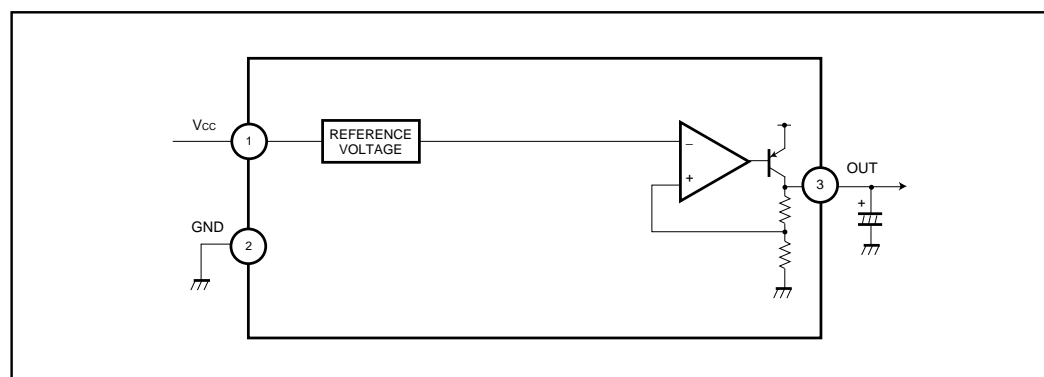 Vcc
1
REFERENCE
VOLTAGE
−
+
OUT
3
+
GND
2